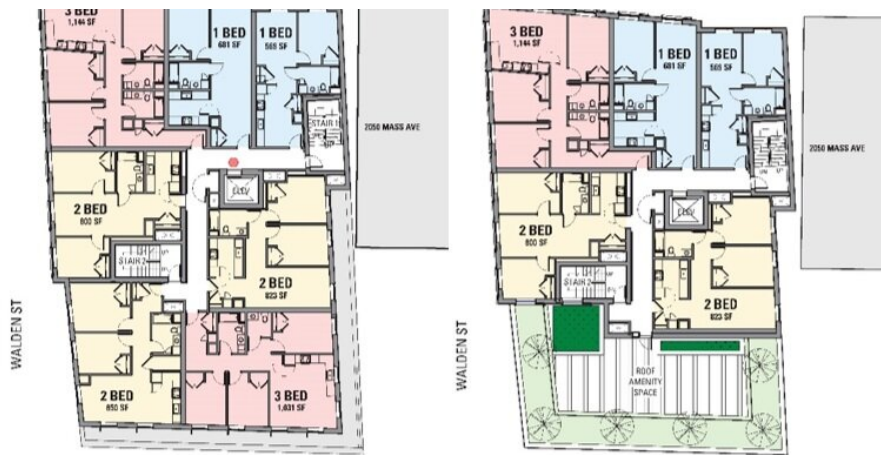 3 BED
1,144 SF
1 BED
681 SF
1 BED
565 SF
STAIR 1
UP
2050 MASS AVE
ELEV
2 BED
800 SF
STAIR 2
UP
2 BED
823 SF
WALDEN ST
2 BED
850 SF
3 BED
1,031 SF
3 BED
1,144 SF
1 BED
681 SF
1 BED
565 SF
2050 MASS AVE
ELEV
2 BED
800 SF
STAIR 2
2 BED
823 SF
WALDEN ST
ROOF
AMENITY
SPACE